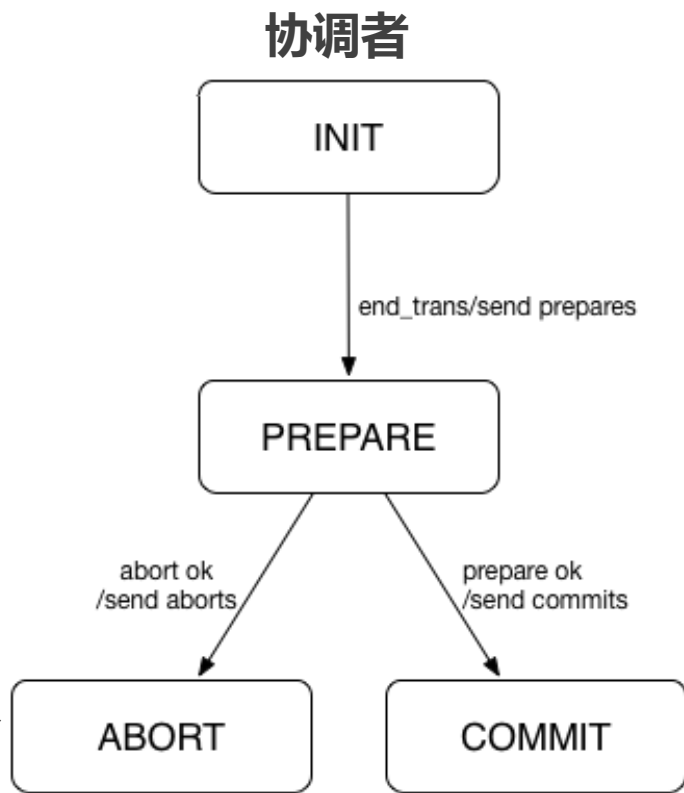 协调者
INIT
end_trans/send prepares
PREPARE
abort ok
/send aborts
prepare ok
/send commits
ABORT
COMMIT